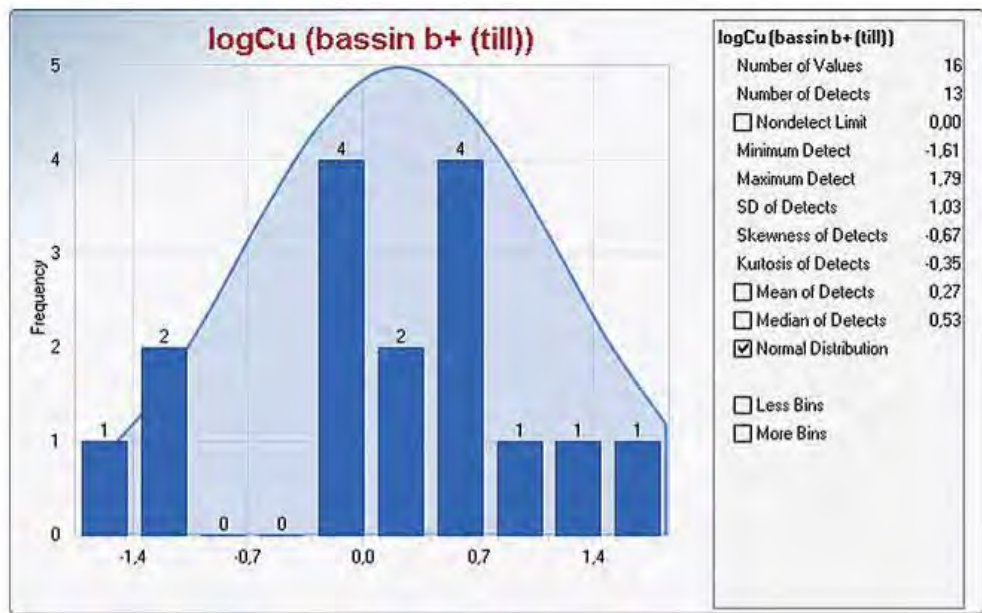 logCu (bassin b+ (till))
5
4
3
2
1
0
Frequency
1
2
0
0
4
2
4
1
1
1
-1,4
-0,7
0,0
0,7
1,4
logCu (bassin b+ (till))
Number of Values 16
Number of Detects 13
Nondetect Limit 0,00
Minimum Detect -1,61
Maximum Detect 1,79
SD of Detects 1,03
Skewness of Detects -0,67
Kurtosis of Detects -0,35
Mean of Detects 0,27
Median of Detects 0,53
Normal Distribution
Less Bins
More Bins